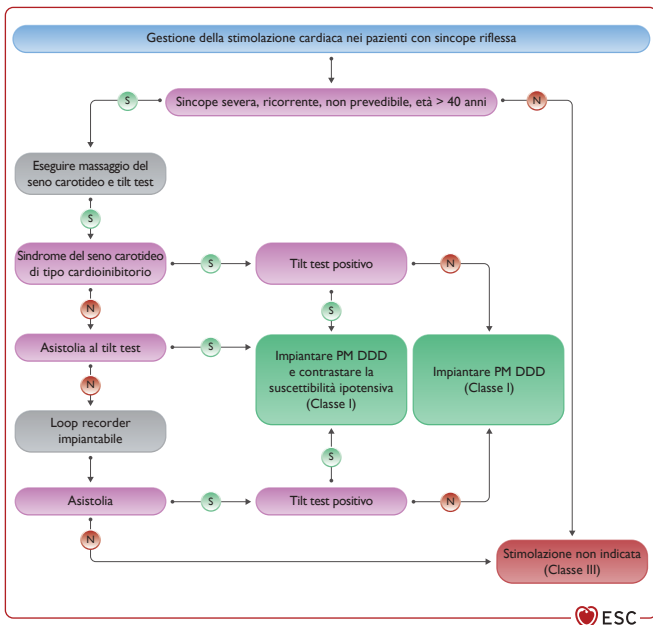 Gestione della stimolazione cardiaca nei pazienti con sincope riflessa
S
Sincope severa, ricorrente, non prevedibile, età > 40 anni
N
Eseguire massaggio del
seno carotideo e tilt test
S
Sindrome del seno carotideo
di tipo cardioinibitorio
S
Tilt test positivo
N
N
S
Asistolia al tilt test
S
Impiantare PM DDD
e contrastare la
suscettibilità ipotensiva
(Classe I)
Impiantare PM DDD
(Classe I)
N
Loop recorder
impiantabile
S
Asistolia
S
Tilt test positivo
N
N
Stimolazione non indicata
(Classe III)
ESC